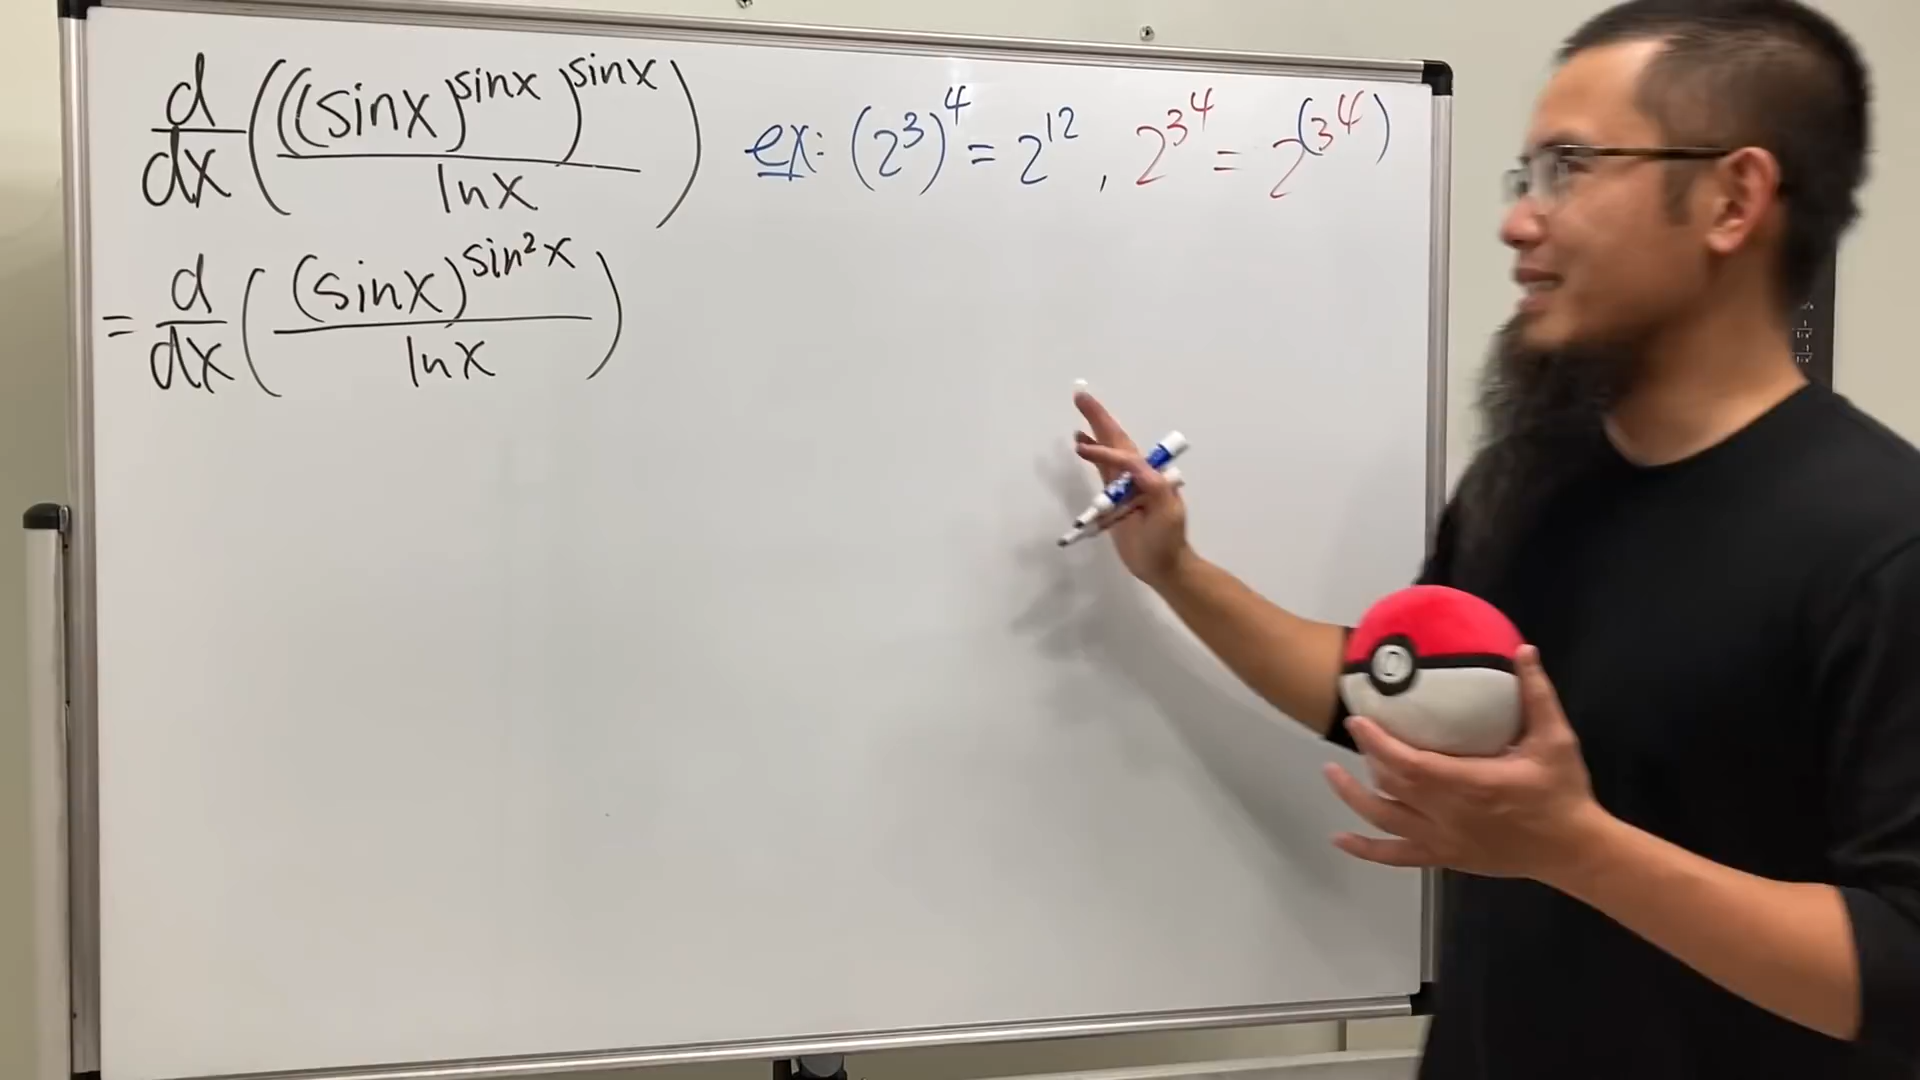 d/dx (((sinx)^sinx)^sinx / lnx) ex: (2^3)^4 = 2^12, 2^3^4 = 2^(3^4)
= d/dx ((sinx)^sin²x / lnx)